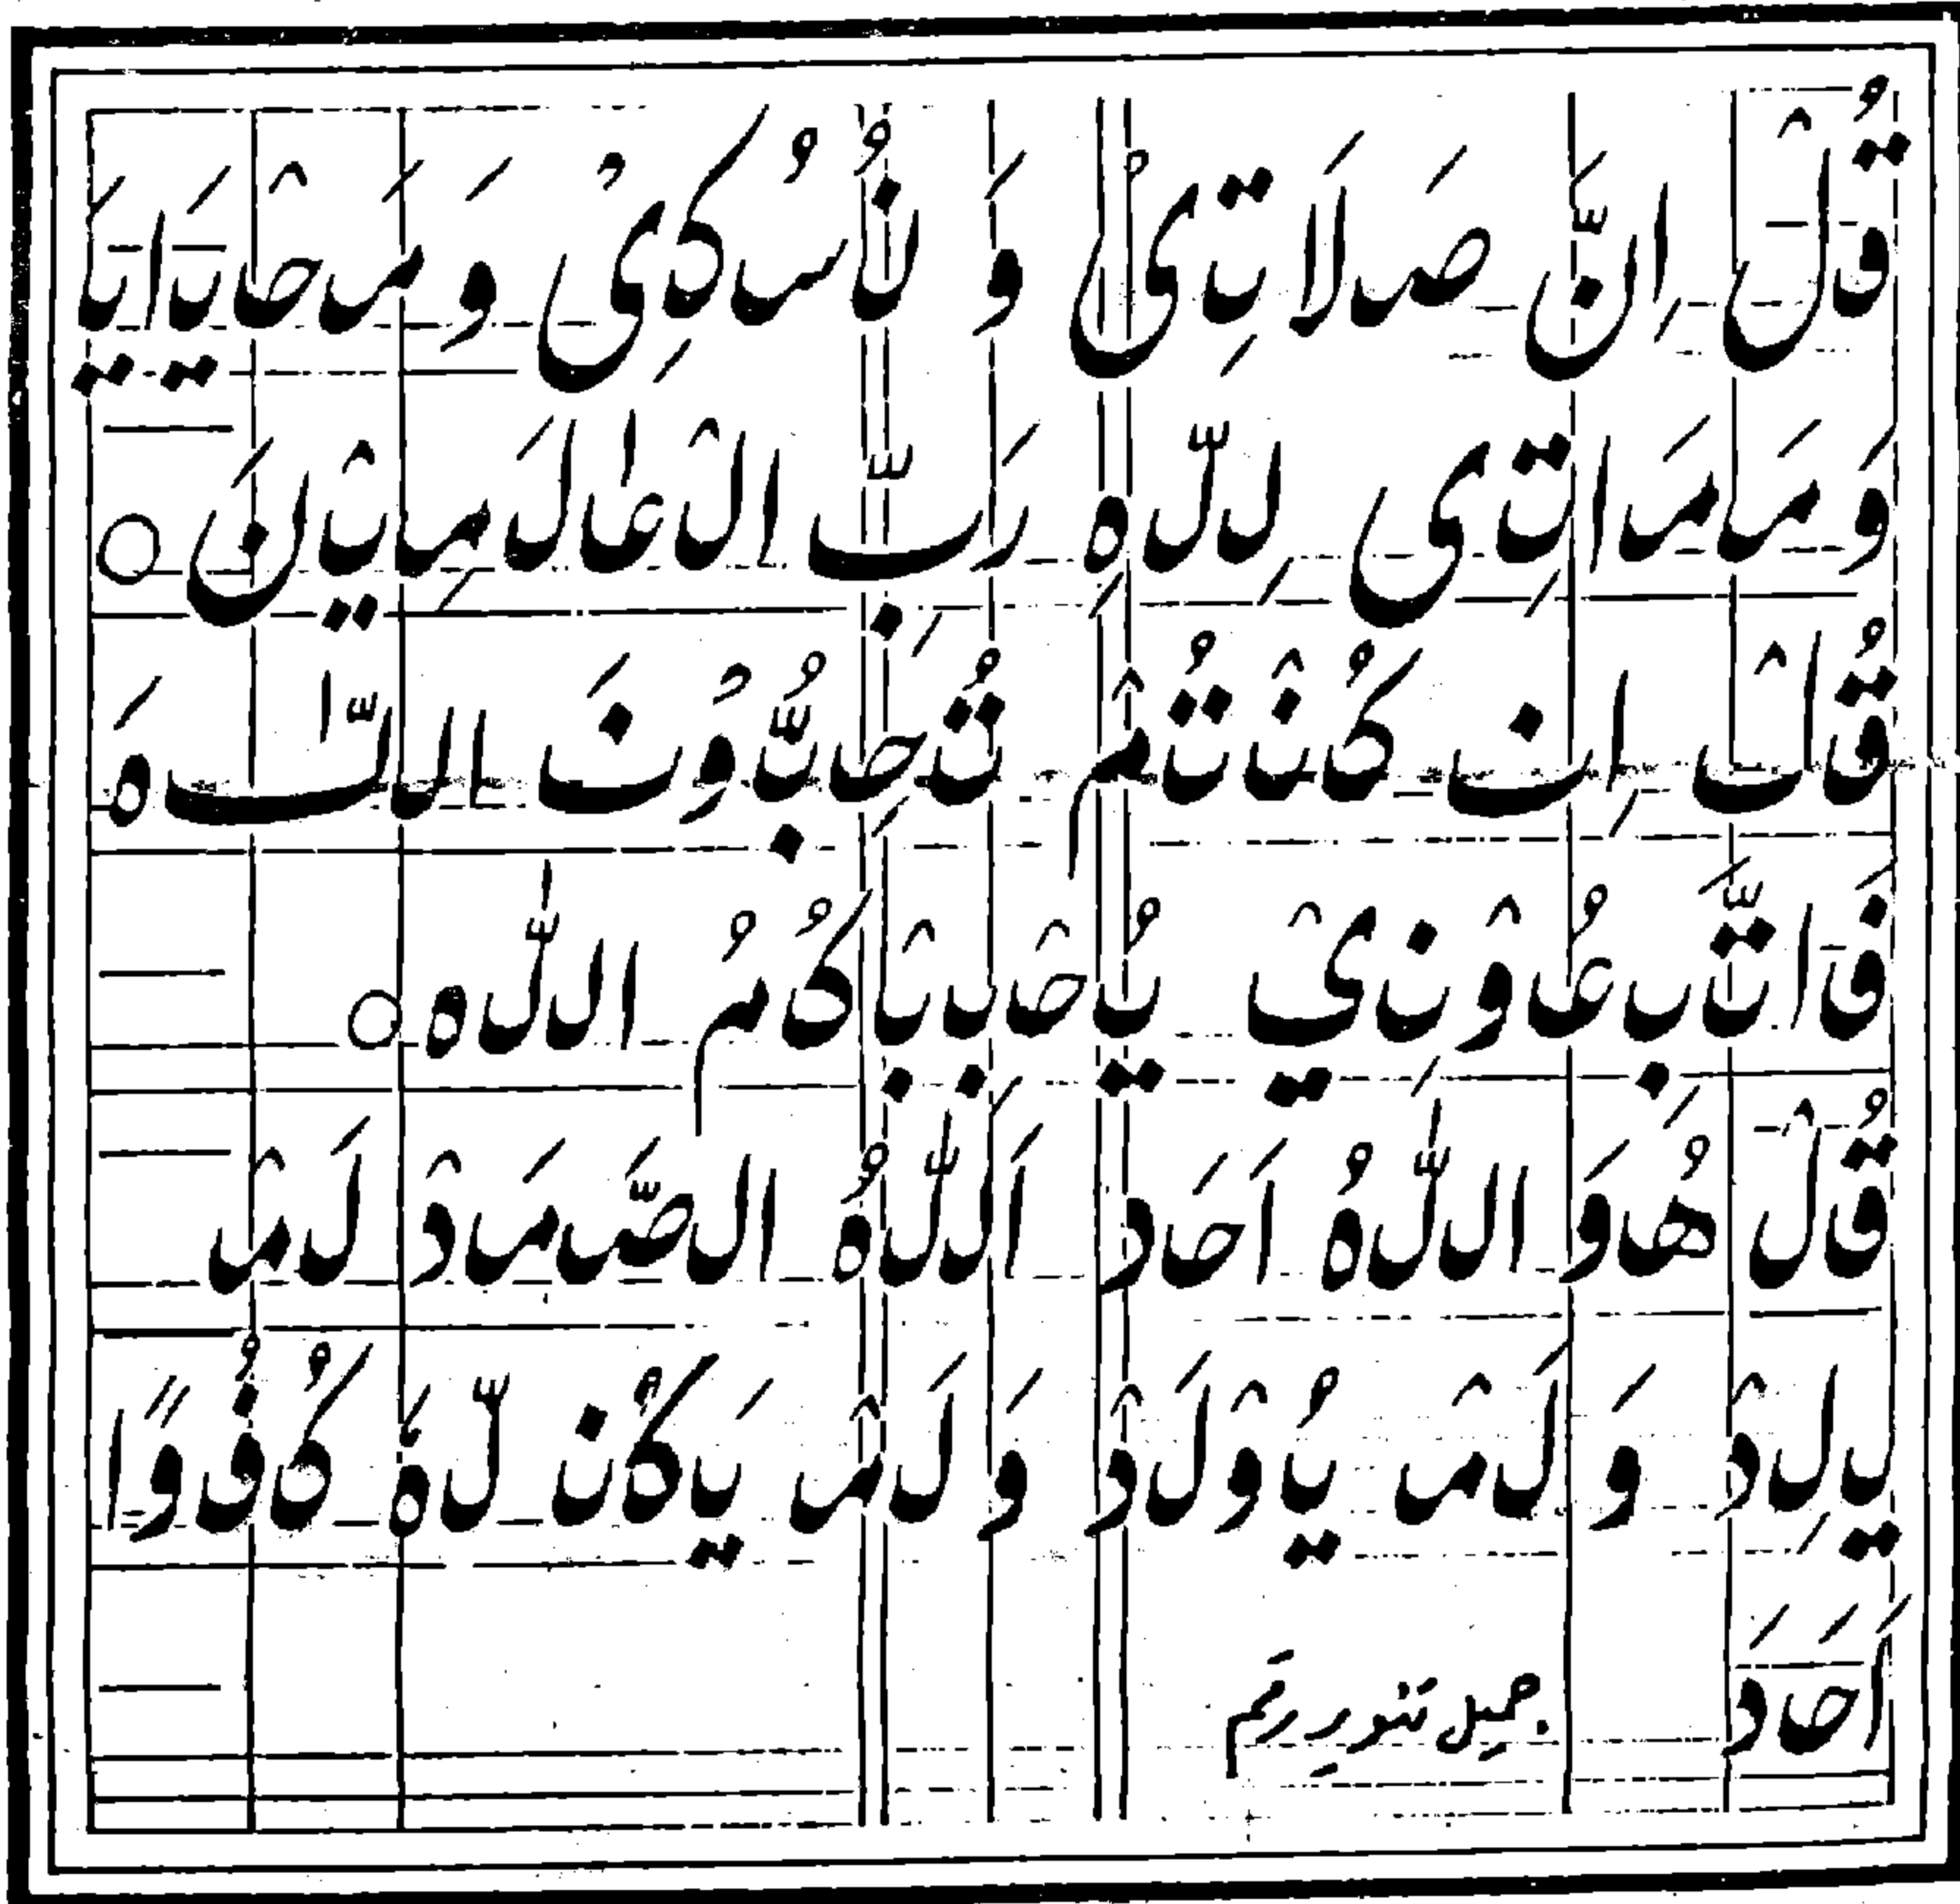 قُلْ اِنَّ صَلَاتِیْ وَ نُسُکِیْ وَ مَحْیَایَ
وَ مَمَاتِی لِلّٰہِ رَبِّ الْعٰلَمِیْنَ ○
قُلْ اِن کُنْتُمْ تُحِبُّوْنَ اللّٰہَ
فَاتَّبِعُوْنِیْ یُحْبِبْکُمُ اللّٰہ ○
قُلْ ھُوَ اللّٰہُ اَحَد اَللّٰہُ الصَّمَدْ لَمْ
یَلِدْ وَ لَمْ یُوْلَدْ وَ لَمْ یَکُن لَّہٗ کُفُوًا
اَحَدَ
جمیل تنویر رقم